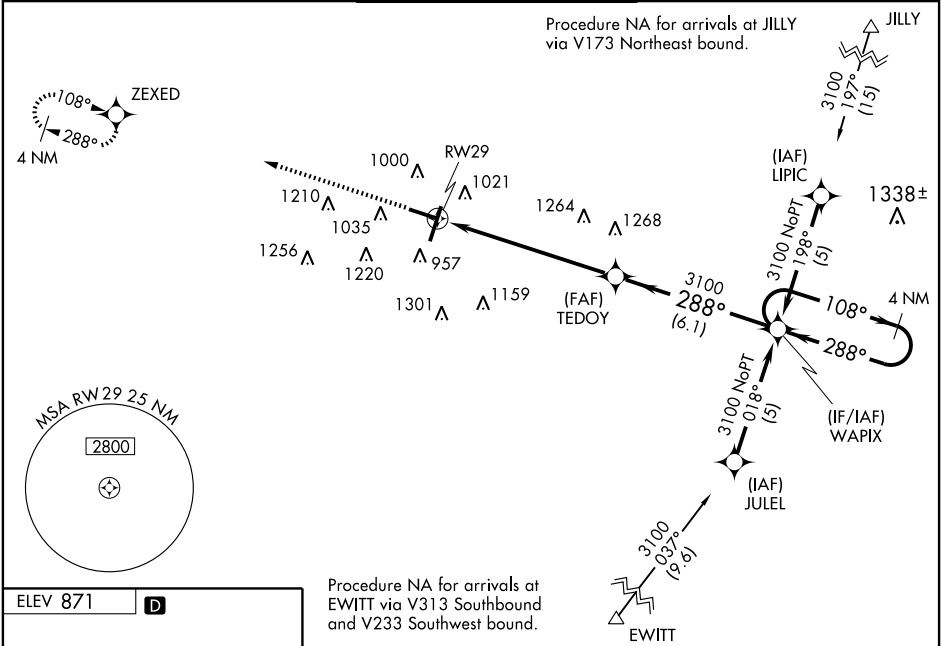 Procedure NA for arrivals at JILLY
via V173 Northeast bound.
JILLY
3100
197°
(15)
ZEXED
108°
288°
4 NM
(IAF)
LIPIC
1338±
3100 NoPT
198°
(5)
RW29
1000
1021
1210
1035
1264
1268
1256
1220
957
1301
1159
(FAF)
TEDOY
3100
288°
(6.1)
108°
4 NM
288°
(IF/IAF)
WAPIX
3100 NoPT
018°
(5)
(IAF)
JULEL
3100
037°
(9.6)
EWITT
MSA RW29 25 NM
2800
Procedure NA for arrivals at
EWITT via V313 Southbound
and V233 Southwest bound.
ELEV 871
D